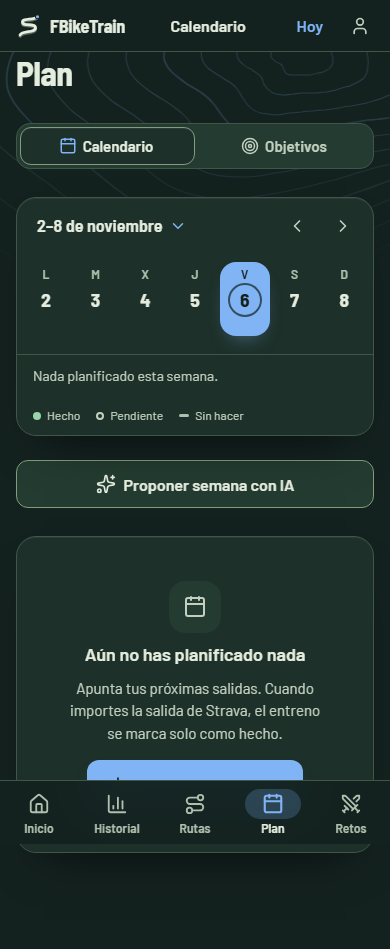 FBikeTrain
Calendario
Hoy
Plan
Calendario
Objetivos
2–8 de noviembre
L M X J V S D
2 3 4 5 6 7 8
Nada planificado esta semana.
Hecho Pendiente Sin hacer
Proponer semana con IA
Aún no has planificado nada
Apunta tus próximas salidas. Cuando
importes la salida de Strava, el entreno
se marca solo como hecho.
Inicio Historial Rutas Plan Retos